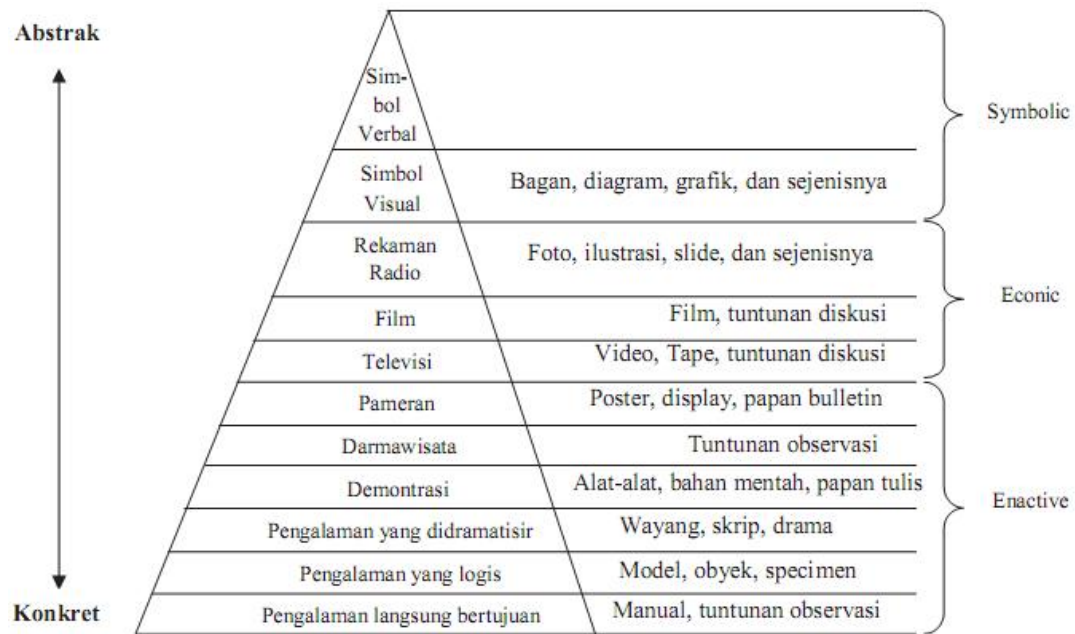 Abstrak
Sim-
bol
Verbal
Symbolic
Simbol
Visual
Bagan, diagram, grafik, dan sejenisnya
Rekaman
Radio
Foto, ilustrasi, slide, dan sejenisnya
Econic
Film
Film, tuntunan diskusi
Televisi
Video, Tape, tuntunan diskusi
Pameran
Poster, display, papan bulletin
Darmawisata
Tuntunan observasi
Demontrasi
Alat-alat, bahan mentah, papan tulis
Enactive
Pengalaman yang didramatisir
Wayang, skrip, drama
Pengalaman yang logis
Model, obyek, specimen
Konkret
Pengalaman langsung bertujuan
Manual, tuntunan observasi